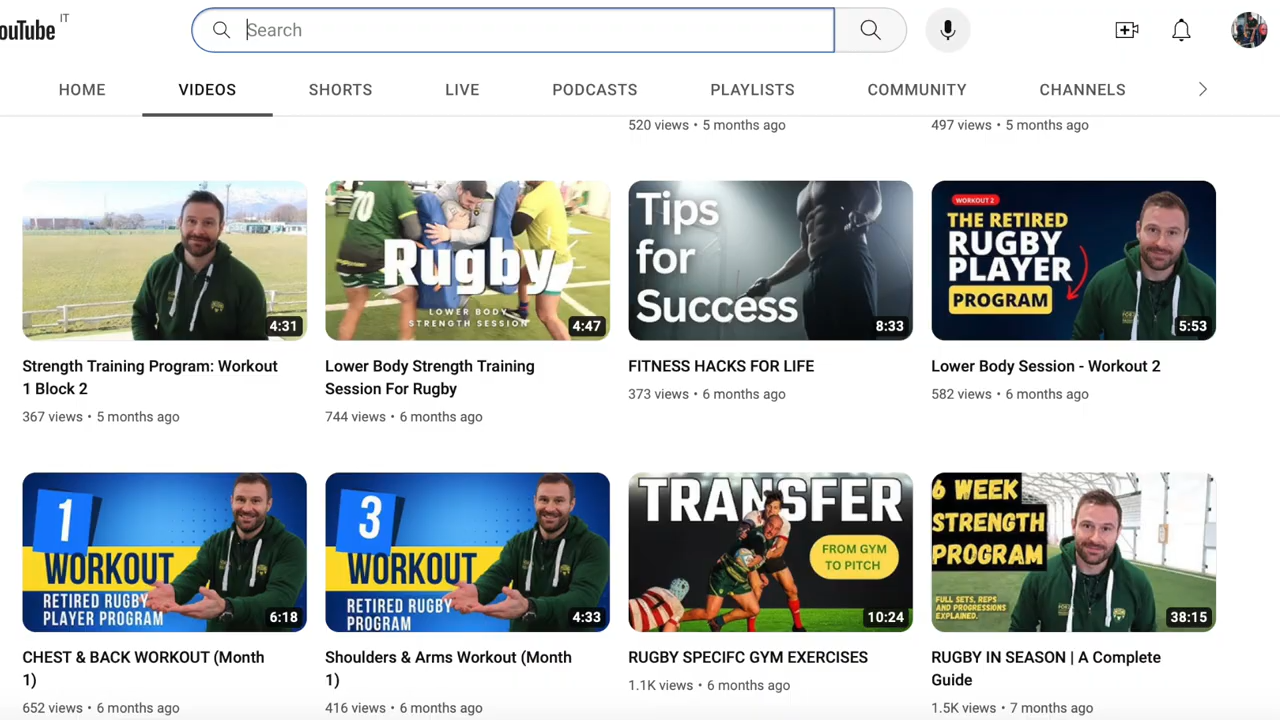 ouTube IT
Search
HOME VIDEOS SHORTS LIVE PODCASTS PLAYLISTS COMMUNITY CHANNELS
520 views • 5 months ago
497 views • 5 months ago
4:31
70
Rugby
LOWER BODY
STRENGTH SESSION
4:47
Tips
for
Success
8:33
WORKOUT 2
THE RETIRED
RUGBY
PLAYER
PROGRAM
5:53
Strength Training Program: Workout
1 Block 2
367 views • 5 months ago
Lower Body Strength Training
Session For Rugby
744 views • 6 months ago
FITNESS HACKS FOR LIFE
373 views • 6 months ago
Lower Body Session - Workout 2
582 views • 6 months ago
1
WORKOUT
RETIRED RUGBY
PLAYER PROGRAM
6:18
3
WORKOUT
RETIRED RUGBY
PROGRAM
4:33
TRANSFER
FROM GYM
TO PITCH
10:24
6 WEEK
STRENGTH
PROGRAM
FULL SETS, REPS
AND PROGRESSIONS
EXPLAINED.
38:15
CHEST & BACK WORKOUT (Month
1)
652 views • 6 months ago
Shoulders & Arms Workout (Month
1)
416 views • 6 months ago
RUGBY SPECIFC GYM EXERCISES
1.1K views • 6 months ago
RUGBY IN SEASON | A Complete
Guide
1.5K views • 7 months ago